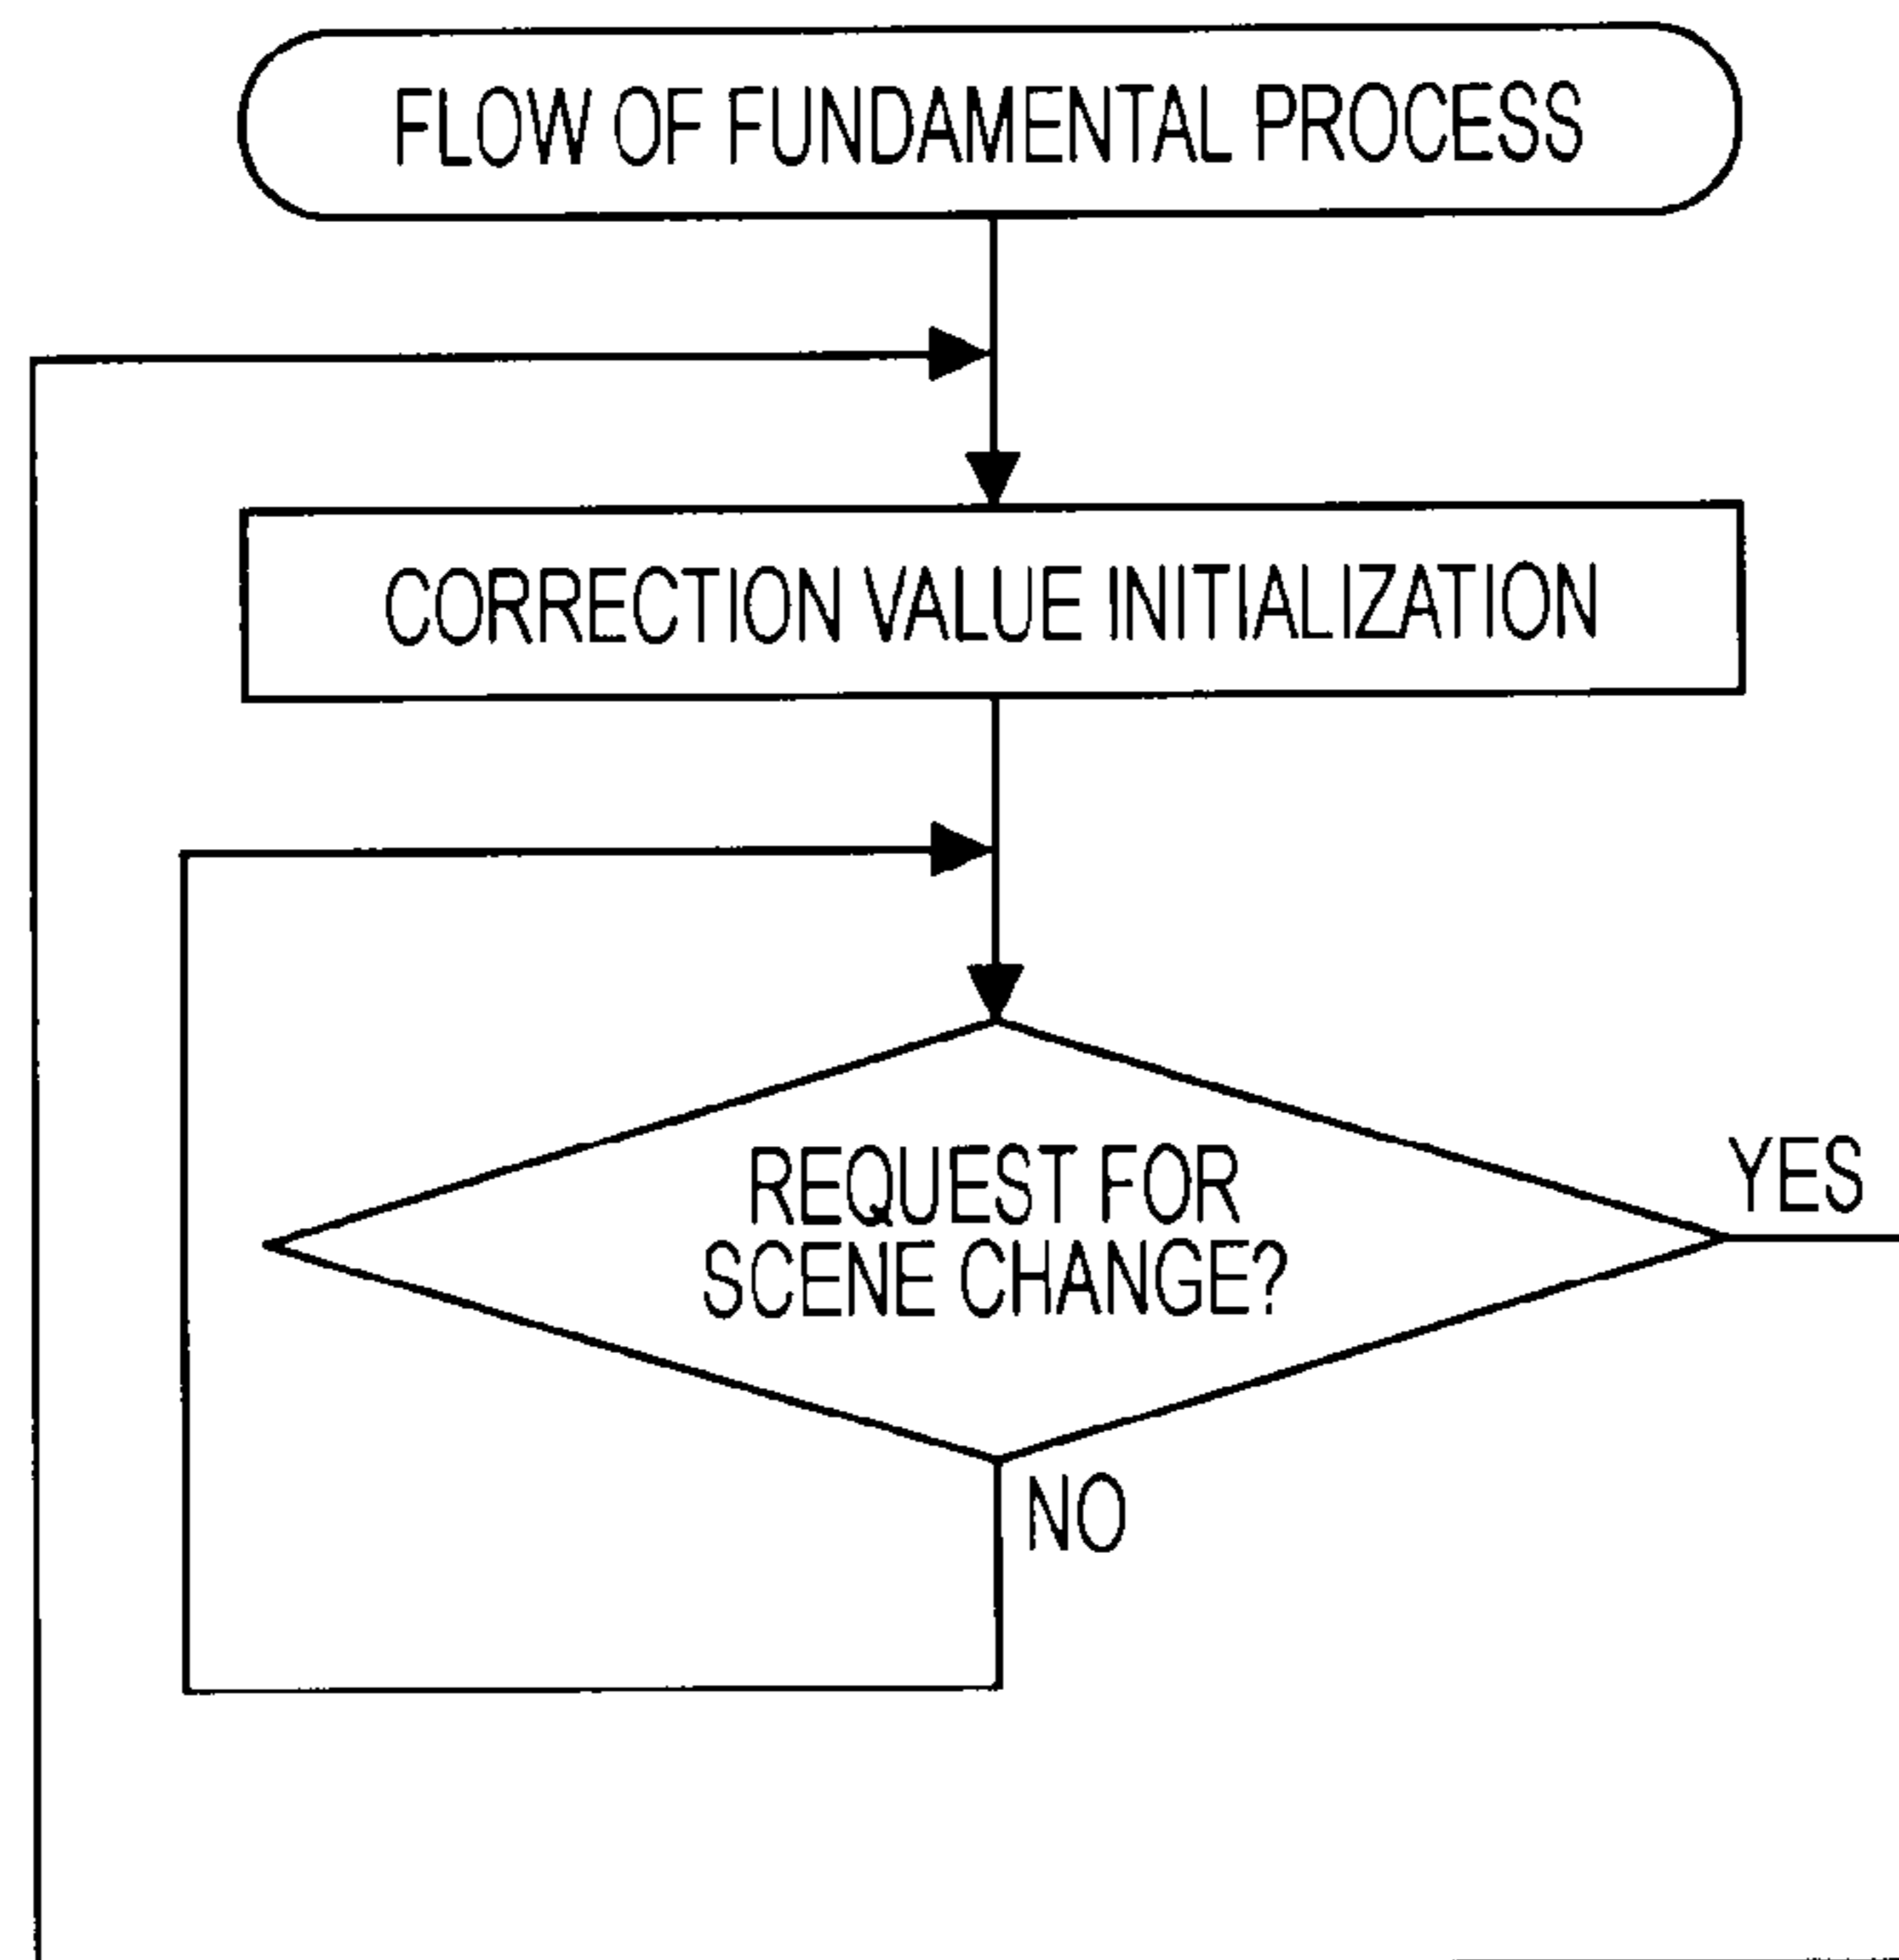 FLOW OF FUNDAMENTAL PROCESS
CORRECTION VALUE INITIALIZATION
REQUEST FOR
SCENE CHANGE?
YES
NO